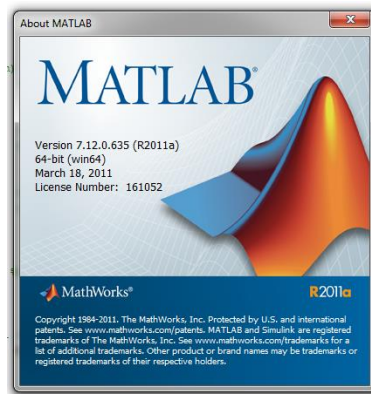 About MATLAB
MATLAB®
Version 7.12.0.635 (R2011a)
64-bit (win64)
March 18, 2011
License Number: 161052
MathWorks®
R2011a
Copyright 1984-2011. The MathWorks, Inc. Protected by U.S. and international
patents. See www.mathworks.com/patents. MATLAB and Simulink are registered
trademarks of The MathWorks, Inc. See www.mathworks.com/trademarks for a
list of additional trademarks. Other product or brand names may be trademarks or
registered trademarks of their respective holders.